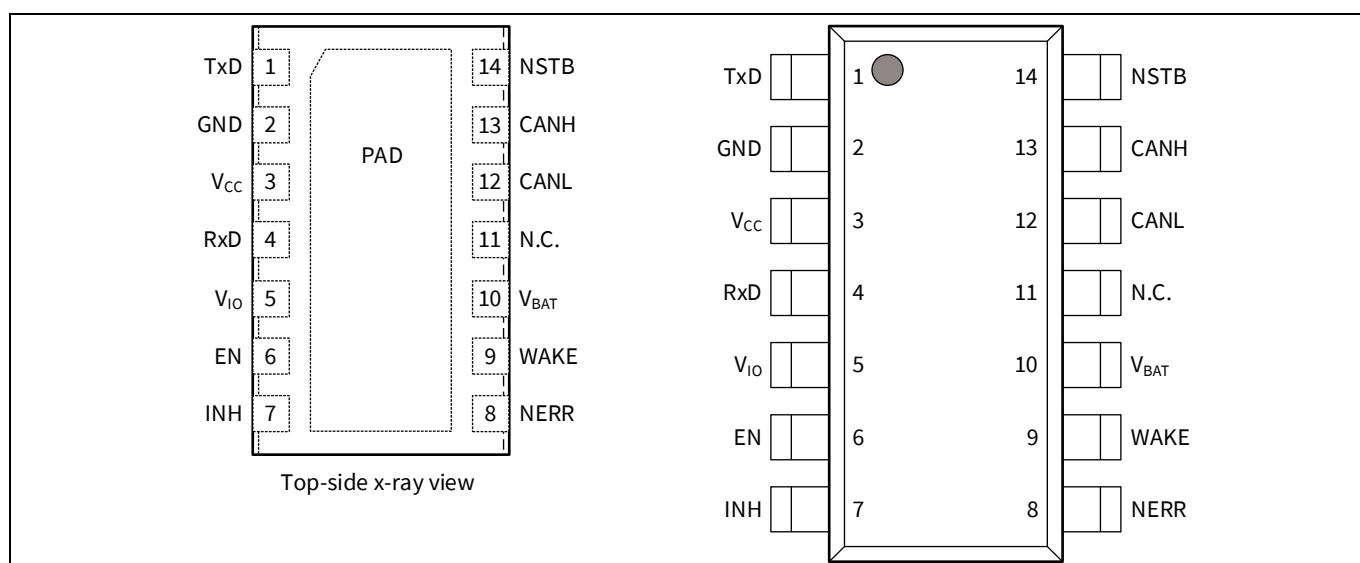 TxD 1 14 NSTB
GND 2 13 CANH
PAD
VCC 3 12 CANL
RxD 4 11 N.C.
VIO 5 10 VBAT
EN 6 9 WAKE
INH 7 8 NERR
Top-side x-ray view
TxD 1 14 NSTB
GND 2 13 CANH
VCC 3 12 CANL
RxD 4 11 N.C.
VIO 5 10 VBAT
EN 6 9 WAKE
INH 7 8 NERR